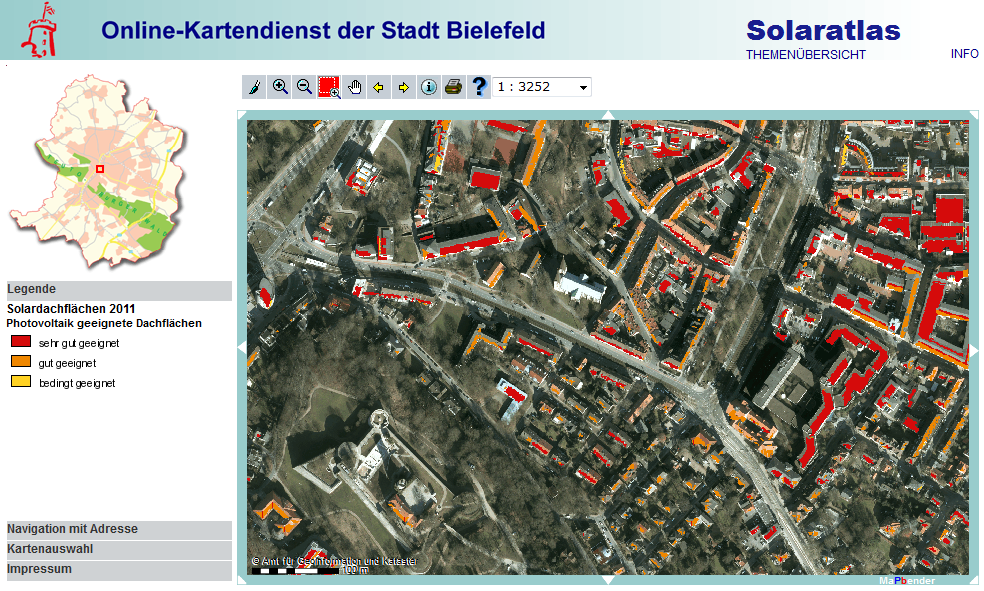 Online-Kartendienst der Stadt Bielefeld
Solaratlas
THEMENÜBERSICHT
INFO
1 : 3252
Legende
Solardachflächen 2011
Photovoltaik geeignete Dachflächen
sehr gut geeignet
gut geeignet
bedingt geeignet
Navigation mit Adresse
Kartenauswahl
Impressum
© Amt für Geoinformation und Kataster
100 m
MaPbender